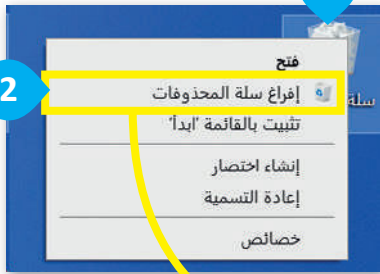 فتح
2
إفراغ سلة المحذوفات
سلة
تثبيت بالقائمة 'ابدأ'
إنشاء اختصار
إعادة التسمية
خصائص